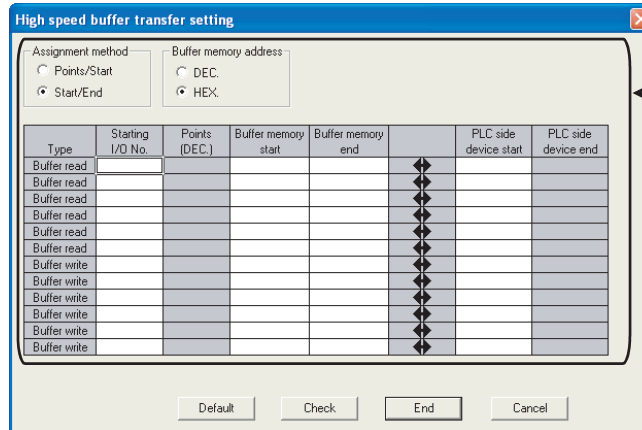 High speed buffer transfer setting
Assignment method
Points/Start
Start/End
Buffer memory address
DEC.
HEX.
Type Starting I/O No. Points (DEC.) Buffer memory start Buffer memory end PLC side device start PLC side device end
Buffer read
Buffer read
Buffer read
Buffer read
Buffer read
Buffer read
Buffer write
Buffer write
Buffer write
Buffer write
Buffer write
Buffer write
Default Check End Cancel